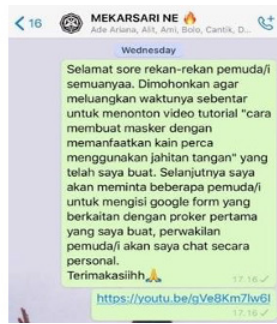 16
MEKARSARI NE 🔥
Ade Ariana, Alit, Ami, Bolo, Cantik, D...
Wednesday
Selamat sore rekan-rekan pemuda/i
semuanyaa. Dimohonkan agar
meluangkan waktunya sebentar
untuk menonton video tutorial "cara
membuat masker dengan
memanfaatkan kain perca
menggunakan jahitan tangan" yang
telah saya buat. Selanjutnya saya
akan meminta beberapa pemuda/i
untuk mengisi google form yang
berkaitan dengan proker pertama
yang saya buat, perwakilan
pemuda/i akan saya chat secara
personal.
Terimakasiihh🙏
17.16
https://youtu.be/gVe8Km7lw6I
17.16